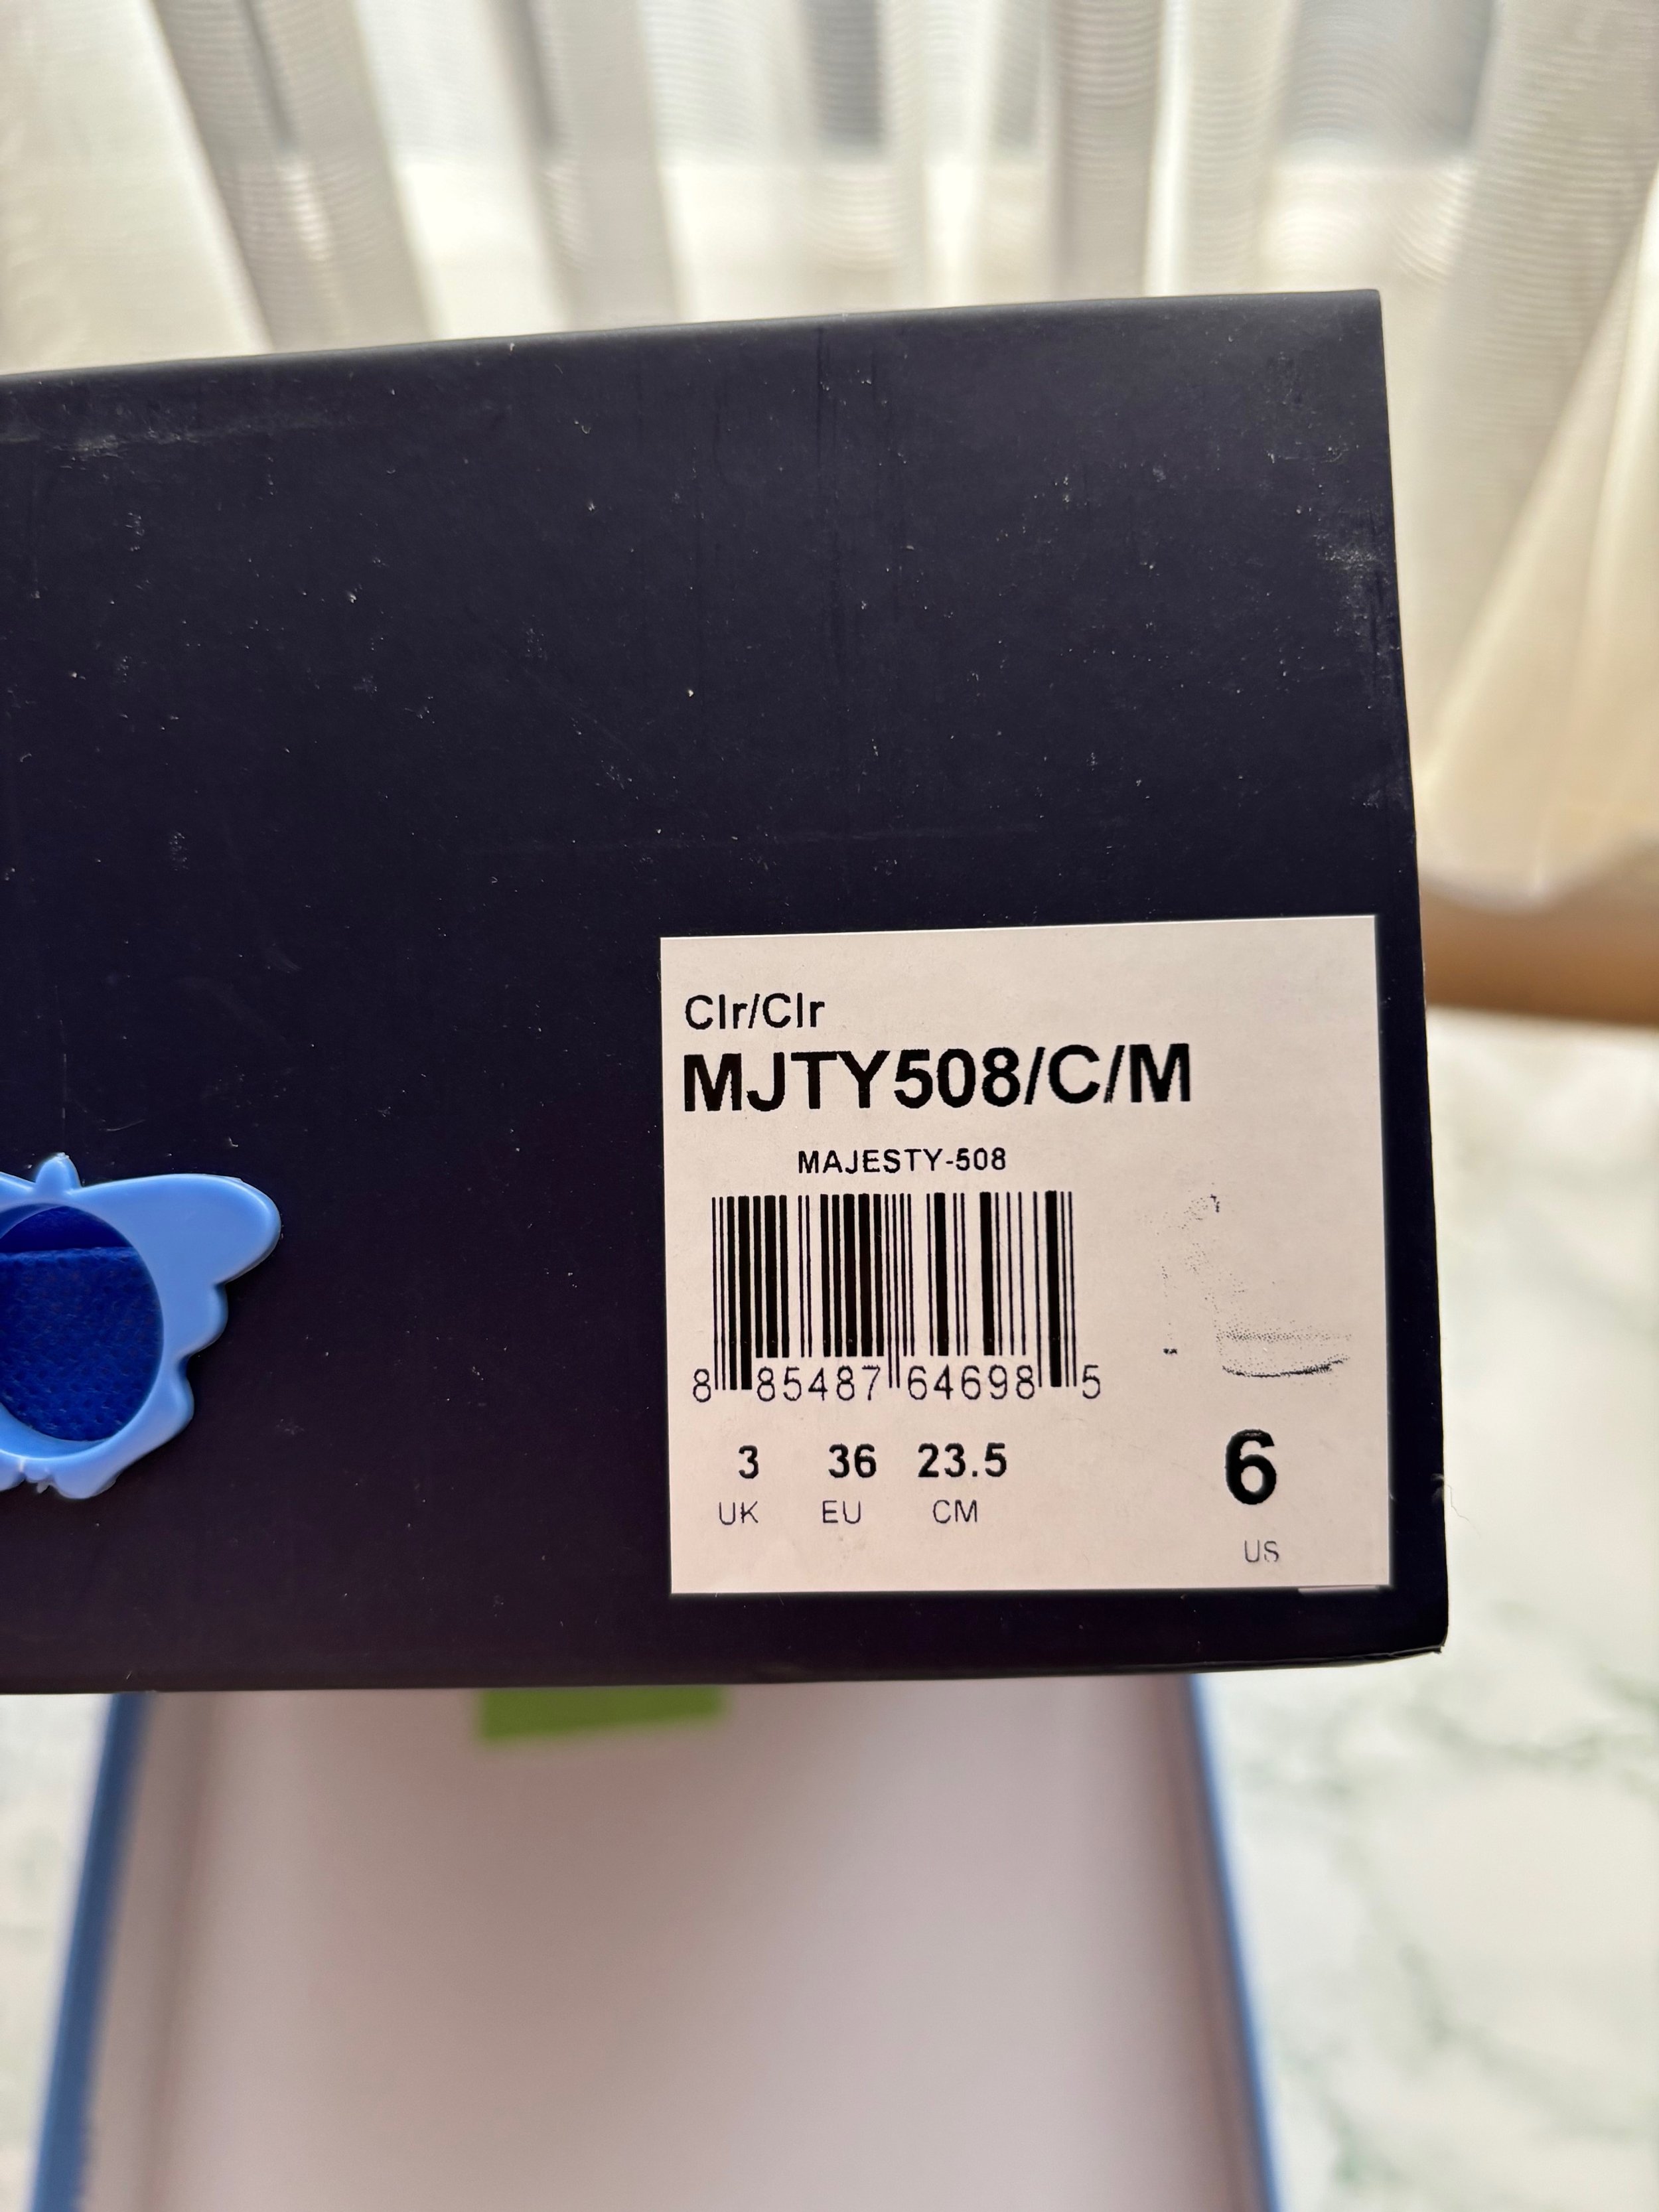 Clr/Clr
MJTY508/C/M
MAJESTY-508
8 85487 64698 5
3 36 23.5
UK EU CM
6
US